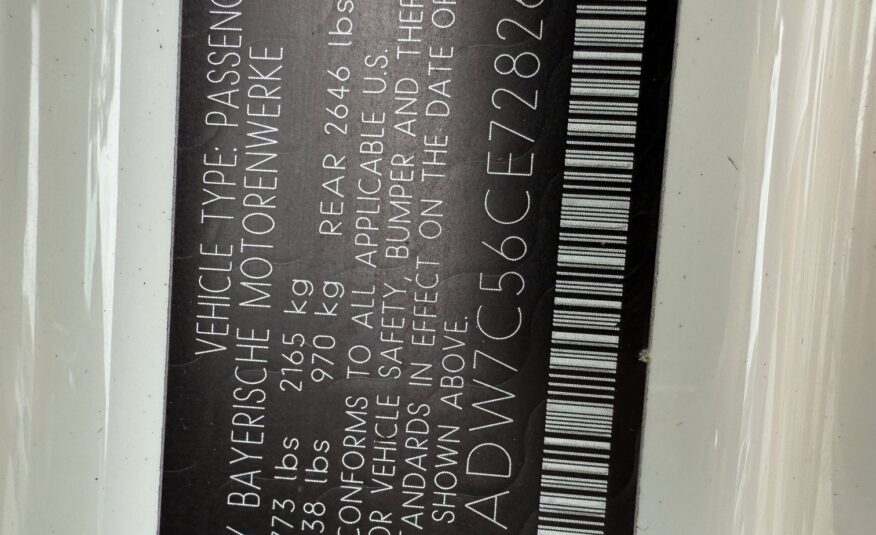 VEHICLE TYPE: PASSENG
BAYERISCHE MOTORENWERKE
773 lbs 2165 kg
38 lbs 970 kg REAR 2646 lbs
CONFORMS TO ALL APPLICABLE U.S.
OR VEHICLE SAFETY, BUMPER AND THEF
TANDARDS IN EFFECT ON THE DATE OF
SHOWN ABOVE.
ADW7C56CE7282